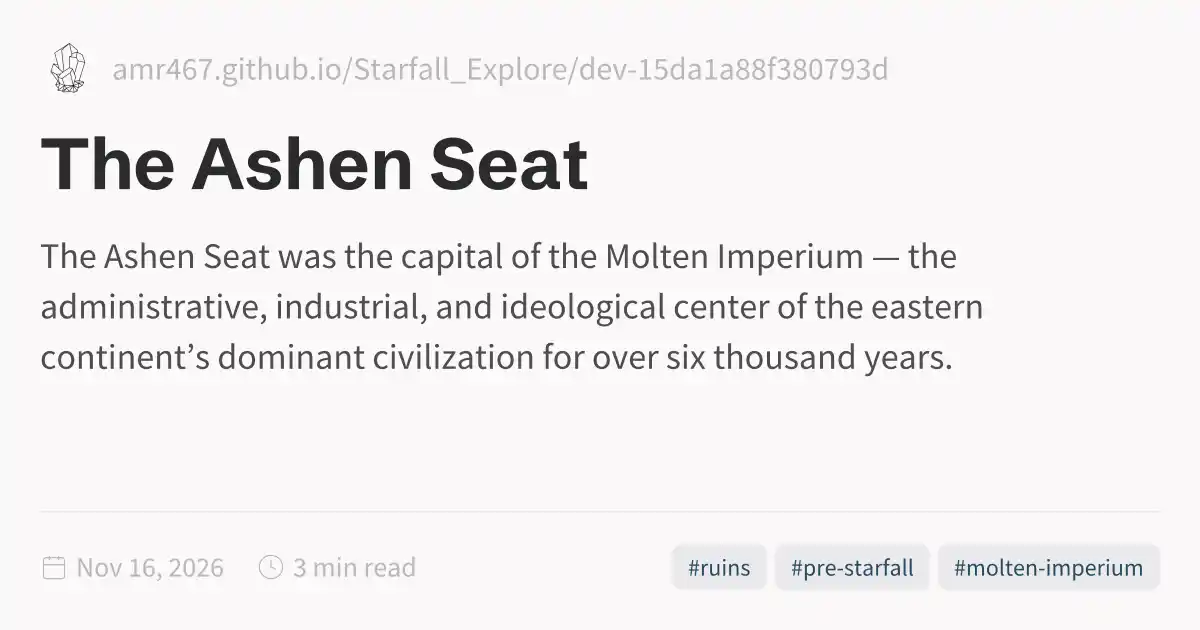 amr467.github.io/Starfall_Explore/dev-15da1a88f380793d
The Ashen Seat
The Ashen Seat was the capital of the Molten Imperium — the
administrative, industrial, and ideological center of the eastern
continent’s dominant civilization for over six thousand years.
Nov 16, 2026 3 min read #ruins #pre-starfall #molten-imperium